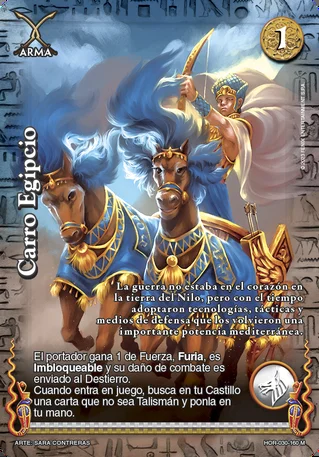 ARMA
1
Carro Egipcio
La guerra no estaba en el corazón en
la tierra del Nilo, pero con el tiempo
adoptaron tecnologías, tácticas y
medios de defensa que los volvieron una
importante potencia mediterránea.
El portador gana 1 de Fuerza, Furia, es
Imbloqueable y su daño de combate es
enviado al Destierro.
Cuando entra en juego, busca en tu Castillo
una carta que no sea Talismán y ponla en
tu mano.
ARTE: SARA CONTRERAS
HOR-030-160 M